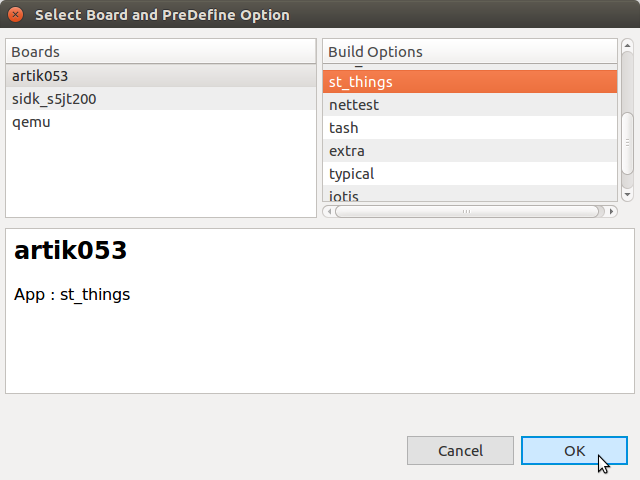 Select Board and PreDefine Option
Boards
artik053
sidk_s5jt200
qemu
Build Options
st_things
nettest
tash
extra
typical
iotis
artik053
App : st_things
Cancel
OK